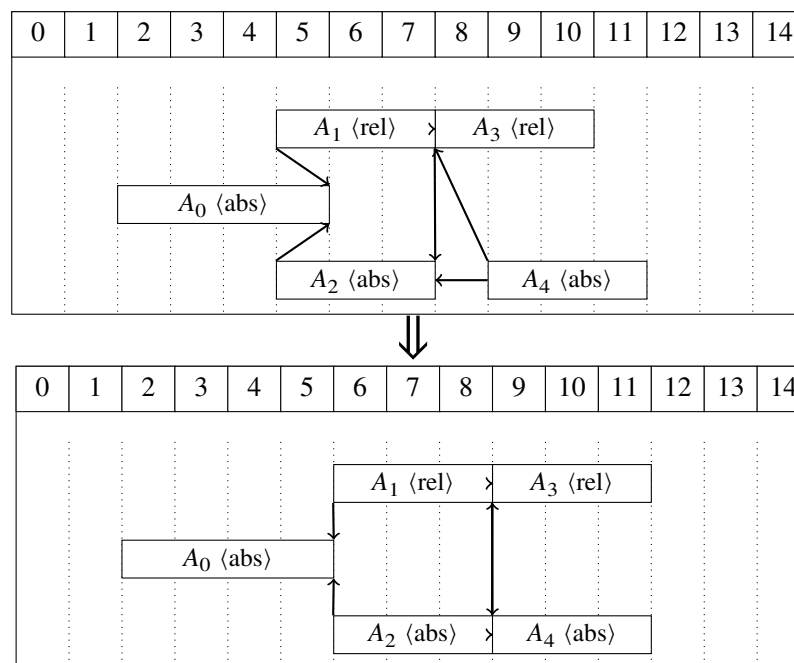 0 1 2 3 4 5 6 7 8 9 10 11 12 13 14
A₁ ⟨rel⟩ A₃ ⟨rel⟩
A₀ ⟨abs⟩
A₂ ⟨abs⟩ A₄ ⟨abs⟩
0 1 2 3 4 5 6 7 8 9 10 11 12 13 14
A₁ ⟨rel⟩ A₃ ⟨rel⟩
A₀ ⟨abs⟩
A₂ ⟨abs⟩ A₄ ⟨abs⟩